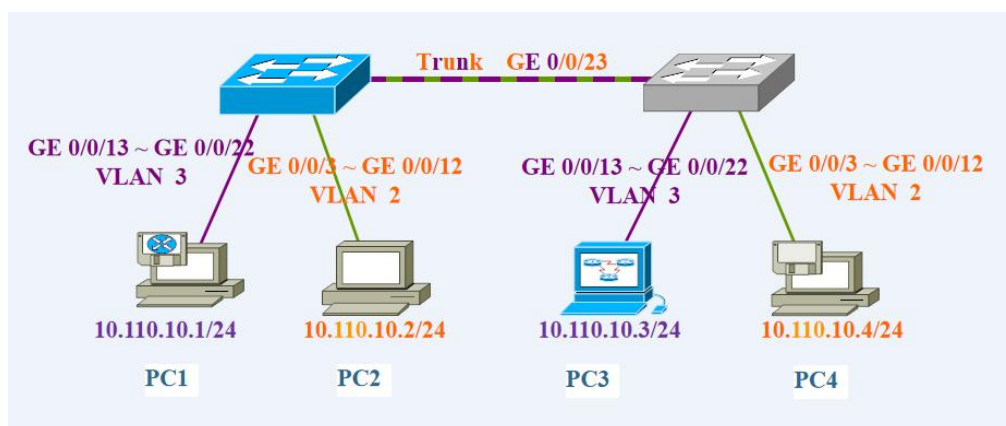 Trunk GE 0/0/23
GE 0/0/13 ~ GE 0/0/22
VLAN 3
GE 0/0/3 ~ GE 0/0/12
VLAN 2
GE 0/0/13 ~ GE 0/0/22
VLAN 3
GE 0/0/3 ~ GE 0/0/12
VLAN 2
10.110.10.1/24
10.110.10.2/24
10.110.10.3/24
10.110.10.4/24
PC1
PC2
PC3
PC4